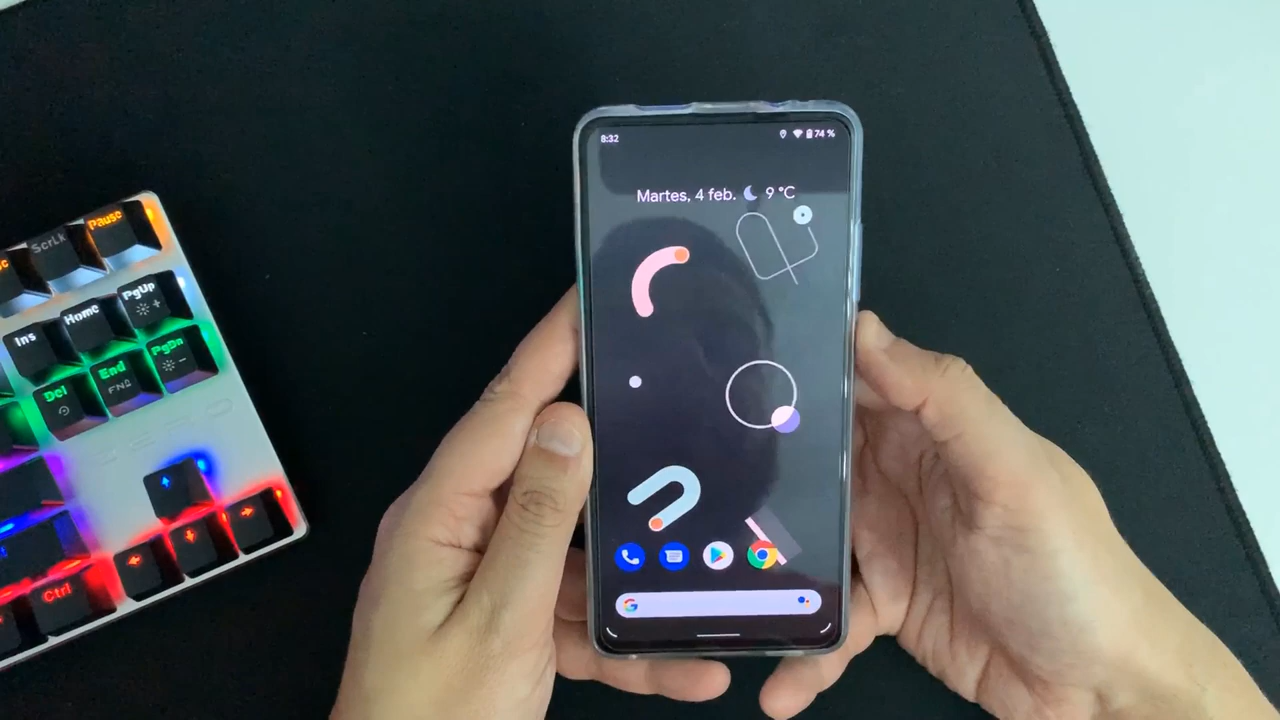 8:32
74 %
Martes, 4 feb. 9 °C
Pause
ScrLK
PgUp
Home
Ins
PgDn
End
FN
Del
Ctrl